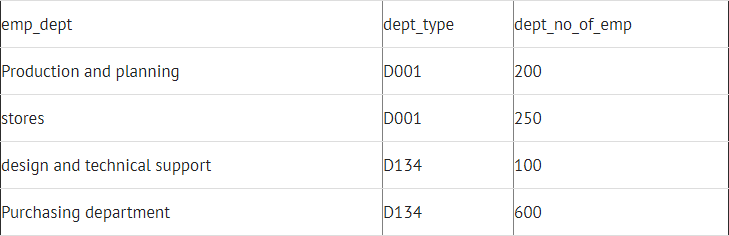 emp_dept dept_type dept_no_of_emp
Production and planning D001 200
stores D001 250
design and technical support D134 100
Purchasing department D134 600